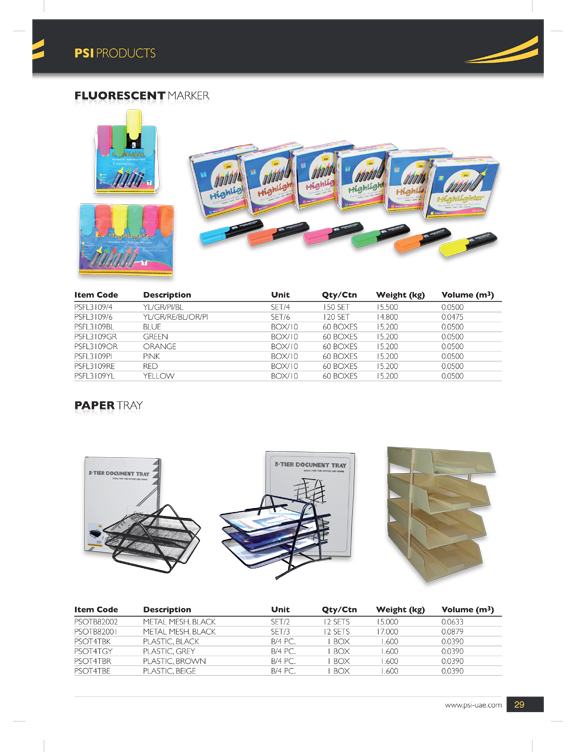 PSI PRODUCTS
FLUORESCENT MARKER
Highlighter
Item Code Description Unit Qty/Ctn Weight (kg) Volume (m³)
PSFL3109/4 YL/GR/PI/BL SET/4 150 SET 15.500 0.0500
PSFL3109/6 YL/GR/RE/BL/OR/PI SET/6 120 SET 14.800 0.0475
PSFL3109BL BLUE BOX/10 60 BOXES 15.200 0.0500
PSFL3109GR GREEN BOX/10 60 BOXES 15.200 0.0500
PSFL3109OR ORANGE BOX/10 60 BOXES 15.200 0.0500
PSFL3109PI PINK BOX/10 60 BOXES 15.200 0.0500
PSFL3109RE RED BOX/10 60 BOXES 15.200 0.0500
PSFL3109YL YELLOW BOX/10 60 BOXES 15.200 0.0500
PAPER TRAY
2-TIER DOCUMENT TRAY
3-TIER DOCUMENT TRAY
Item Code Description Unit Qty/Ctn Weight (kg) Volume (m³)
PSOTB82002 METAL MESH, BLACK SET/2 12 SETS 15.000 0.0633
PSOTB82001 METAL MESH, BLACK SET/3 12 SETS 17.000 0.0879
PSOT4TBK PLASTIC, BLACK B/4 PC. 1 BOX 1.600 0.0390
PSOT4TGY PLASTIC, GREY B/4 PC. 1 BOX 1.600 0.0390
PSOT4TBR PLASTIC, BROWN B/4 PC. 1 BOX 1.600 0.0390
PSOT4TBE PLASTIC, BEIGE B/4 PC. 1 BOX 1.600 0.0390
www.psi-uae.com 29